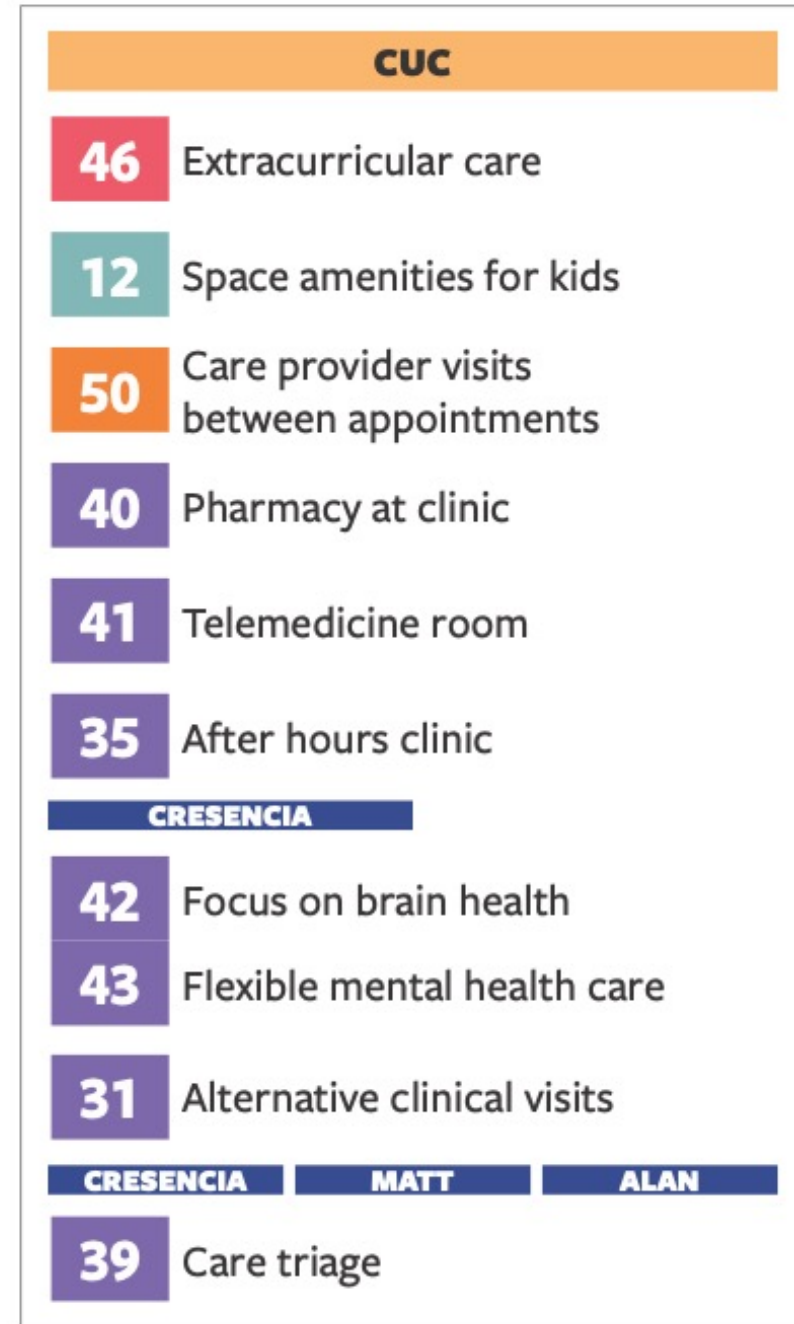 CUC
46 Extracurricular care
12 Space amenities for kids
50 Care provider visits
between appointments
40 Pharmacy at clinic
41 Telemedicine room
35 After hours clinic
CRESENCIA
42 Focus on brain health
43 Flexible mental health care
31 Alternative clinical visits
CRESENCIA MATT ALAN
39 Care triage